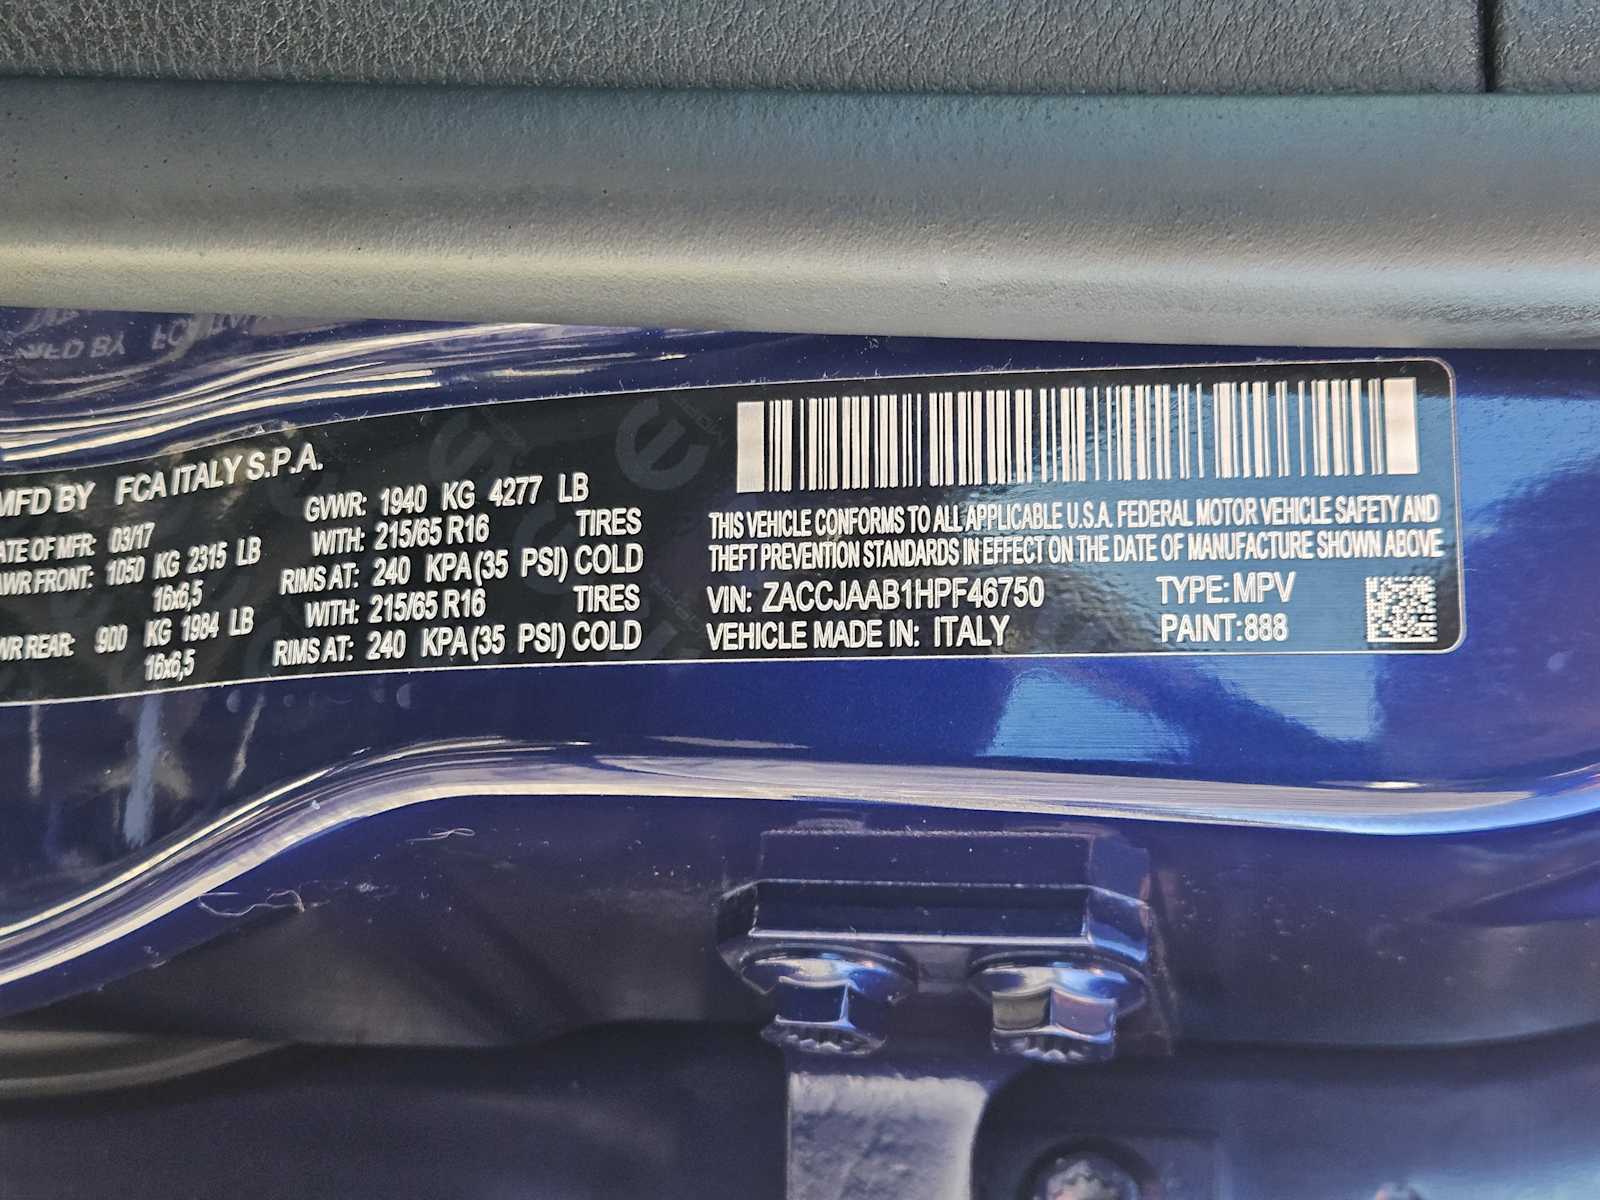 MFD BY FCA ITALY S.P.A.
ATE OF MFR: 03/17 GVWR: 1940 KG 4277 LB
AWR FRONT: 1050 KG 2315 LB WITH: 215/65 R16 TIRES
16x6,5 RIMS AT: 240 KPA(35 PSI) COLD
WR REAR: 900 KG 1984 LB WITH: 215/65 R16 TIRES
16x6,5 RIMS AT: 240 KPA(35 PSI) COLD
THIS VEHICLE CONFORMS TO ALL APPLICABLE U.S.A. FEDERAL MOTOR VEHICLE SAFETY AND
THEFT PREVENTION STANDARDS IN EFFECT ON THE DATE OF MANUFACTURE SHOWN ABOVE
VIN: ZACCJAAB1HPF46750 TYPE: MPV
VEHICLE MADE IN: ITALY PAINT: 888